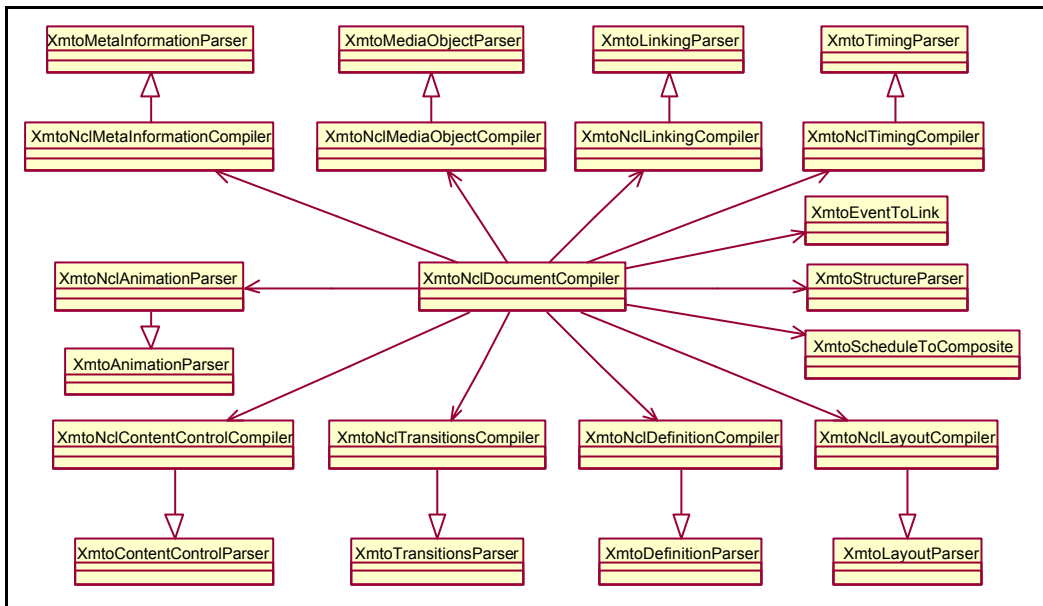 XmtoMetaInformationParser
XmtoMediaObjectParser
XmtoLinkingParser
XmtoTimingParser
XmtoNclMetaInformationCompiler
XmtoNclMediaObjectCompiler
XmtoNclLinkingCompiler
XmtoNclTimingCompiler
XmtoEventToLink
XmtoNclAnimationParser
XmtoNclDocumentCompiler
XmtoStructureParser
XmtoScheduleToComposite
XmtoAnimationParser
XmtoNclContentControlCompiler
XmtoNclTransitionsCompiler
XmtoNclDefinitionCompiler
XmtoNclLayoutCompiler
XmtoContentControlParser
XmtoTransitionsParser
XmtoDefinitionParser
XmtoLayoutParser